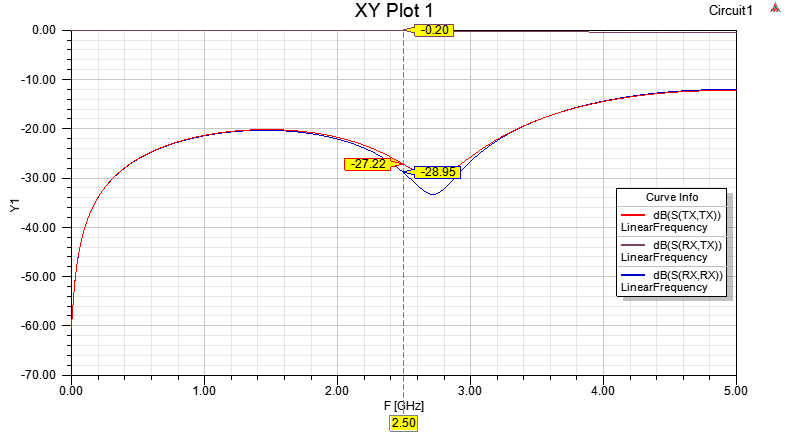 XY Plot 1
Circuit1
0.00
-10.00
-20.00
-30.00
-40.00
-50.00
-60.00
-70.00
Y1
-0.20
-27.22
-28.95
Curve Info
dB(S(TX,TX))
LinearFrequency
dB(S(RX,TX))
LinearFrequency
dB(S(RX,RX))
LinearFrequency
0.00 1.00 2.00 3.00 4.00 5.00
F [GHz]
2.50